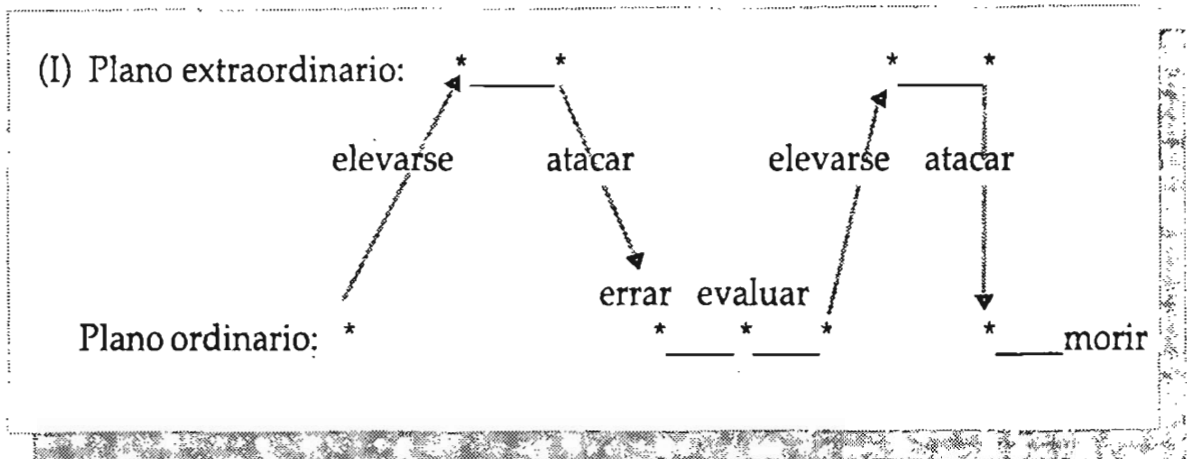 (I) Plano extraordinario: * * * *
elevarse atacar elevarse atacar
errar evaluar
Plano ordinario: * * * * * morir